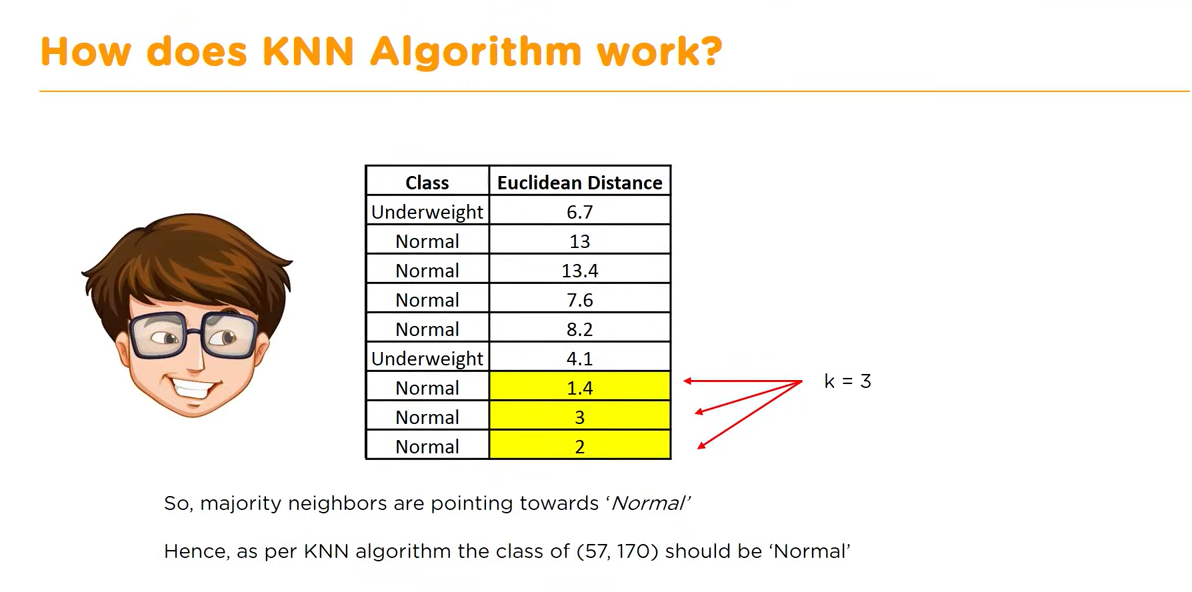 How does KNN Algorithm work?
Class Euclidean Distance
Underweight 6.7
Normal 13
Normal 13.4
Normal 7.6
Normal 8.2
Underweight 4.1
Normal 1.4
Normal 3
Normal 2
k = 3
So, majority neighbors are pointing towards ‘Normal’
Hence, as per KNN algorithm the class of (57, 170) should be ‘Normal’